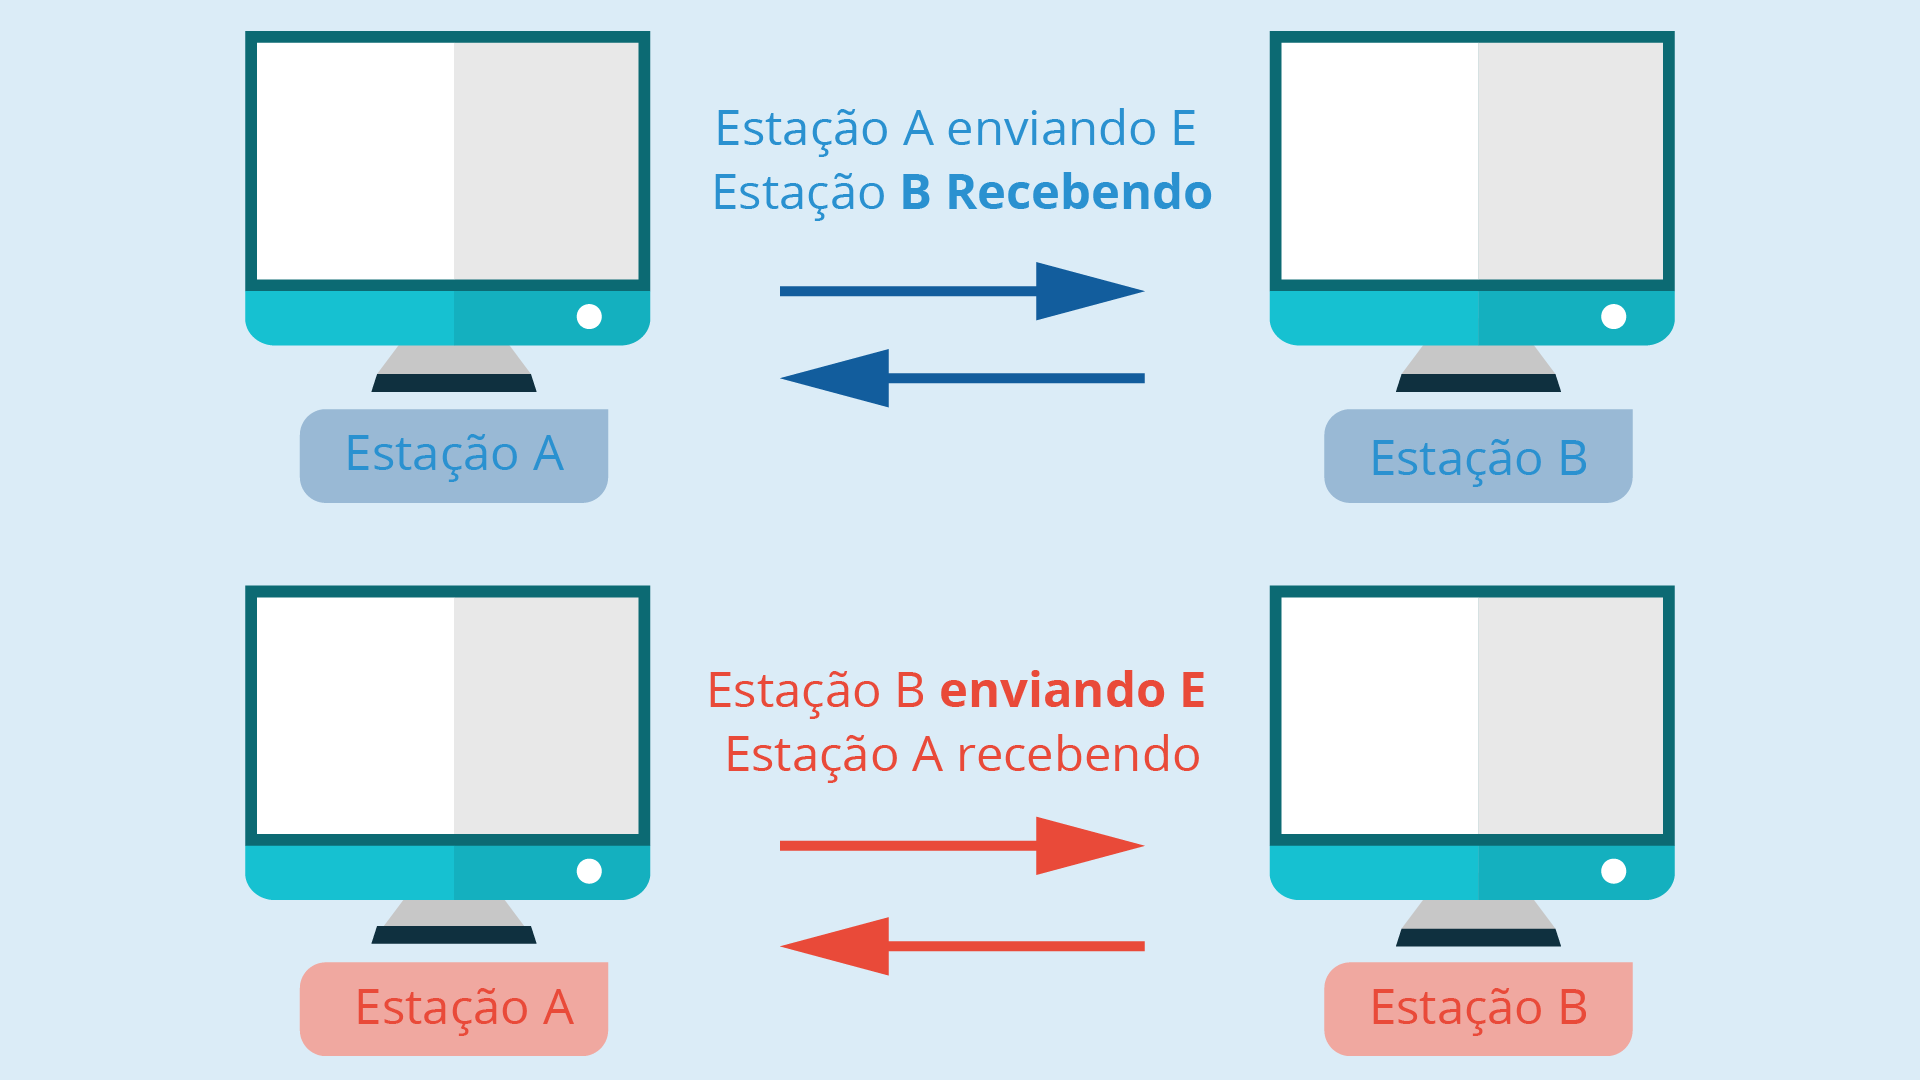 Estação A enviando E
Estação B Recebendo
Estação A
Estação B
Estação B enviando E
Estação A recebendo
Estação A
Estação B